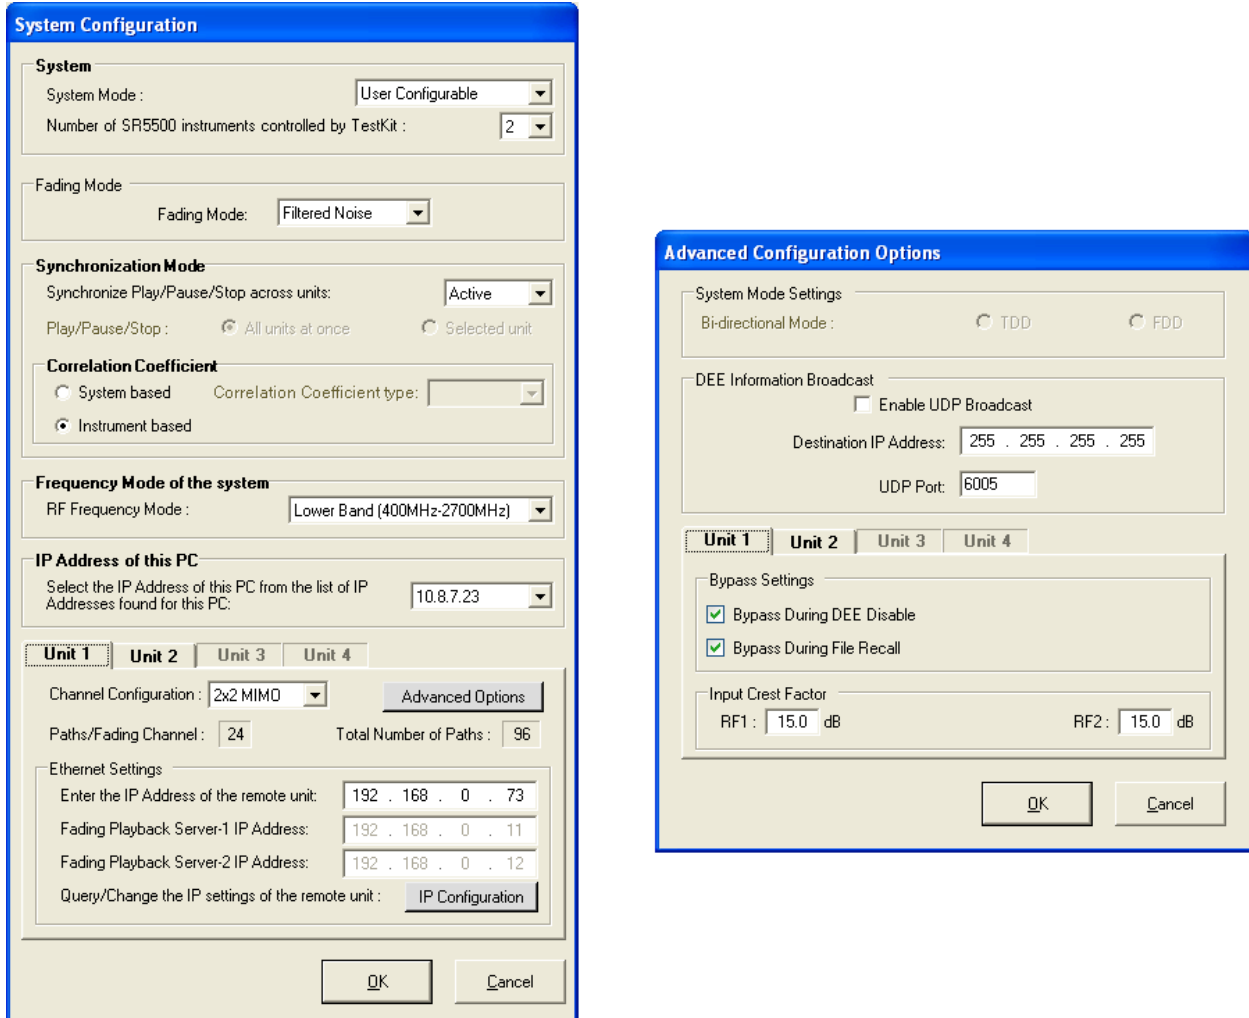 System Configuration
System
System Mode :
User Configurable
Number of SR5500 instruments controlled by TestKit :
2
Fading Mode
Fading Mode:
Filtered Noise
Synchronization Mode
Synchronize Play/Pause/Stop across units:
Active
Play/Pause/Stop :
All units at once
Selected unit
Correlation Coefficient
System based
Correlation Coefficient type:
Instrument based
Frequency Mode of the system
RF Frequency Mode :
Lower Band (400MHz-2700MHz)
IP Address of this PC
Select the IP Address of this PC from the list of IP
Addresses found for this PC:
10.8.7.23
Unit 1 Unit 2 Unit 3 Unit 4
Channel Configuration :
2x2 MIMO
Advanced Options
Paths/Fading Channel :
24
Total Number of Paths :
96
Ethernet Settings
Enter the IP Address of the remote unit:
192 . 168 . 0 . 73
Fading Playback Server-1 IP Address:
192 . 168 . 0 . 11
Fading Playback Server-2 IP Address:
192 . 168 . 0 . 12
Query/Change the IP settings of the remote unit :
IP Configuration
OK
Cancel
Advanced Configuration Options
System Mode Settings
Bi-directional Mode :
TDD
FDD
DEE Information Broadcast
Enable UDP Broadcast
Destination IP Address:
255 . 255 . 255 . 255
UDP Port:
6005
Unit 1 Unit 2 Unit 3 Unit 4
Bypass Settings
Bypass During DEE Disable
Bypass During File Recall
Input Crest Factor
RF1 : 15.0 dB
RF2 : 15.0 dB
OK
Cancel